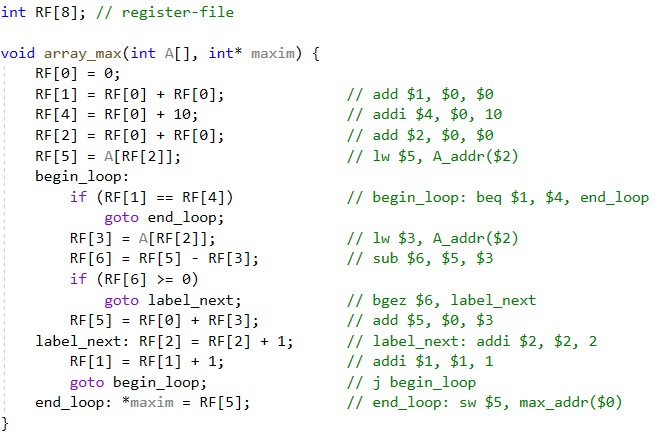 int RF[8]; // register-file
void array_max(int A[], int* maxim) {
RF[0] = 0;
RF[1] = RF[0] + RF[0]; // add $1, $0, $0
RF[4] = RF[0] + 10; // addi $4, $0, 10
RF[2] = RF[0] + RF[0]; // add $2, $0, $0
RF[5] = A[RF[2]]; // lw $5, A_addr($2)
begin_loop:
if (RF[1] == RF[4]) // begin_loop: beq $1, $4, end_loop
goto end_loop;
RF[3] = A[RF[2]]; // lw $3, A_addr($2)
RF[6] = RF[5] - RF[3]; // sub $6, $5, $3
if (RF[6] >= 0)
goto label_next; // bgez $6, label_next
RF[5] = RF[0] + RF[3]; // add $5, $0, $3
label_next: RF[2] = RF[2] + 1; // label_next: addi $2, $2, 2
RF[1] = RF[1] + 1; // addi $1, $1, 1
goto begin_loop; // j begin_loop
end_loop: *maxim = RF[5]; // end_loop: sw $5, max_addr($0)
}